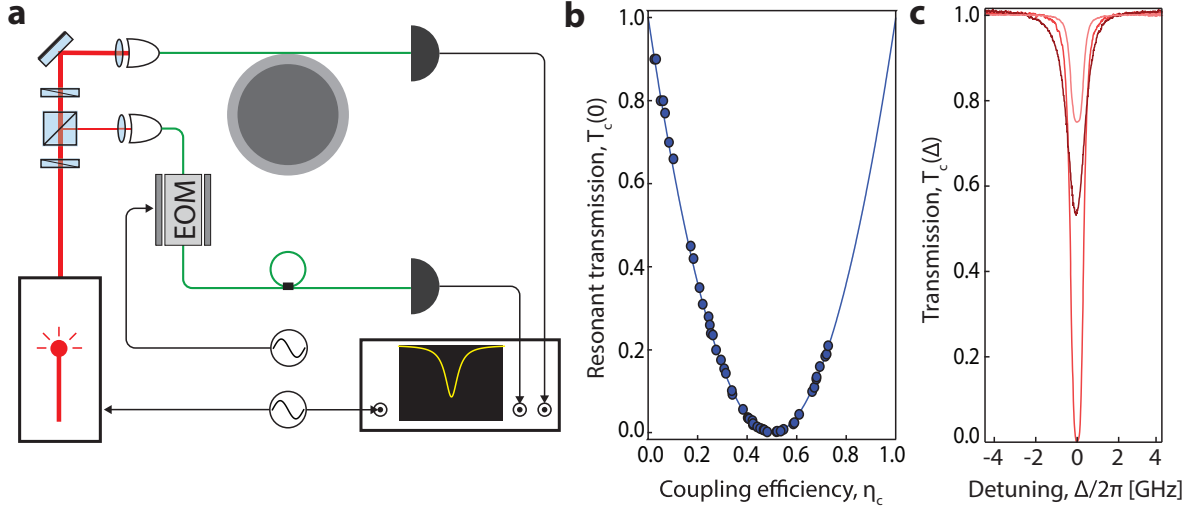 a
EOM
b
Resonant transmission, T_c(0)
1.0
0.8
0.6
0.4
0.2
0.0
0.0 0.2 0.4 0.6 0.8 1.0
Coupling efficiency, η_c
c
Transmission, T_c(Δ)
1.0
0.8
0.6
0.4
0.2
0.0
-4 -2 0 2 4
Detuning, Δ/2π [GHz]